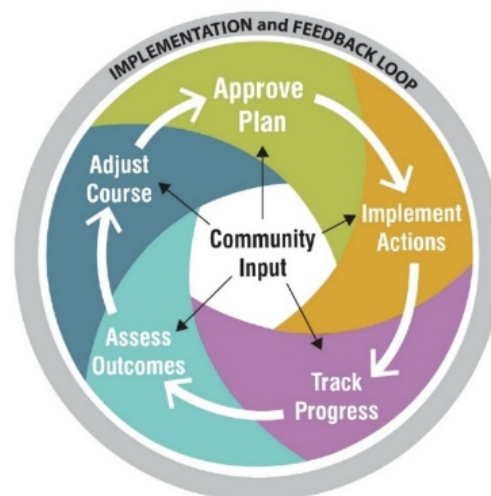 IMPLEMENTATION and FEEDBACK LOOP
Approve
Plan
Implement
Actions
Track
Progress
Assess
Outcomes
Adjust
Course
Community
Input